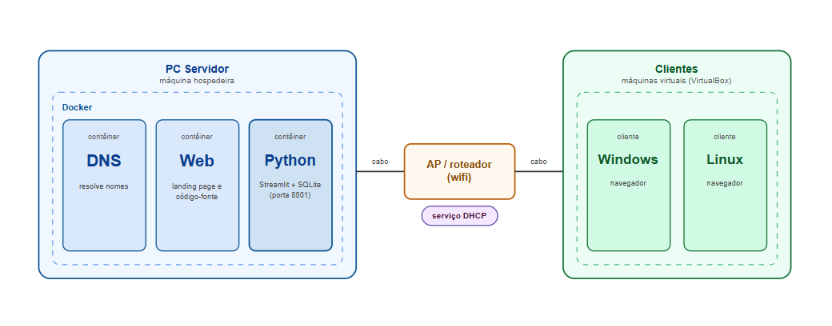 PC Servidor
máquina hospedeira
Docker
contêiner
DNS
resolve nomes
contêiner
Web
landing page e
código-fonte
contêiner
Python
Streamlit + SQLite
(porta 8501)
cabo
AP / roteador
(wifi)
serviço DHCP
cabo
Clientes
máquinas virtuais (VirtualBox)
cliente
Windows
navegador
cliente
Linux
navegador